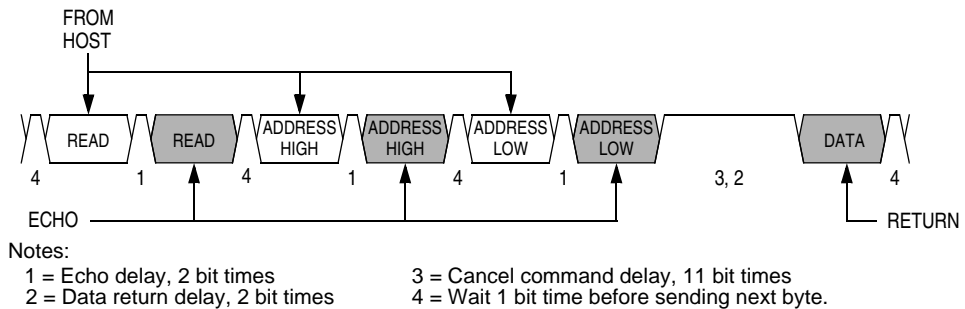 FROM
HOST
READ
READ
ADDRESS
HIGH
ADDRESS
HIGH
ADDRESS
LOW
ADDRESS
LOW
DATA
4
1
4
1
4
1
3, 2
4
ECHO
RETURN
Notes:
1 = Echo delay, 2 bit times
2 = Data return delay, 2 bit times
3 = Cancel command delay, 11 bit times
4 = Wait 1 bit time before sending next byte.